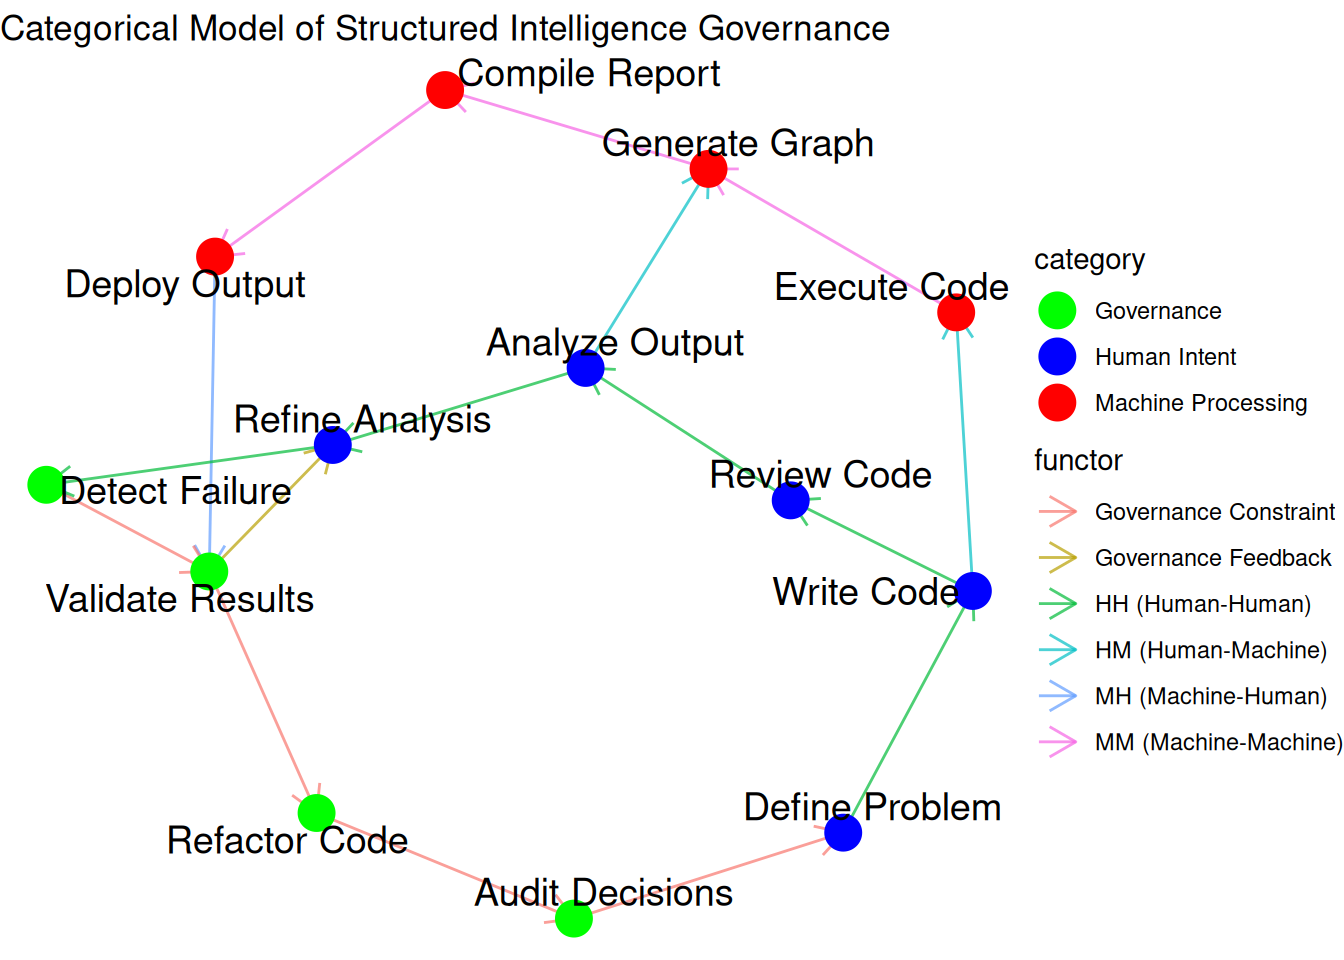 Categorical Model of Structured Intelligence Governance
Compile Report
Generate Graph
Deploy Output
Execute Code
Analyze Output
Refine Analysis
Review Code
Detect Failure
Validate Results
Write Code
Define Problem
Refactor Code
Audit Decisions
category
Governance
Human Intent
Machine Processing
functor
Governance Constraint
Governance Feedback
HH (Human-Human)
HM (Human-Machine)
MH (Machine-Human)
MM (Machine-Machine)